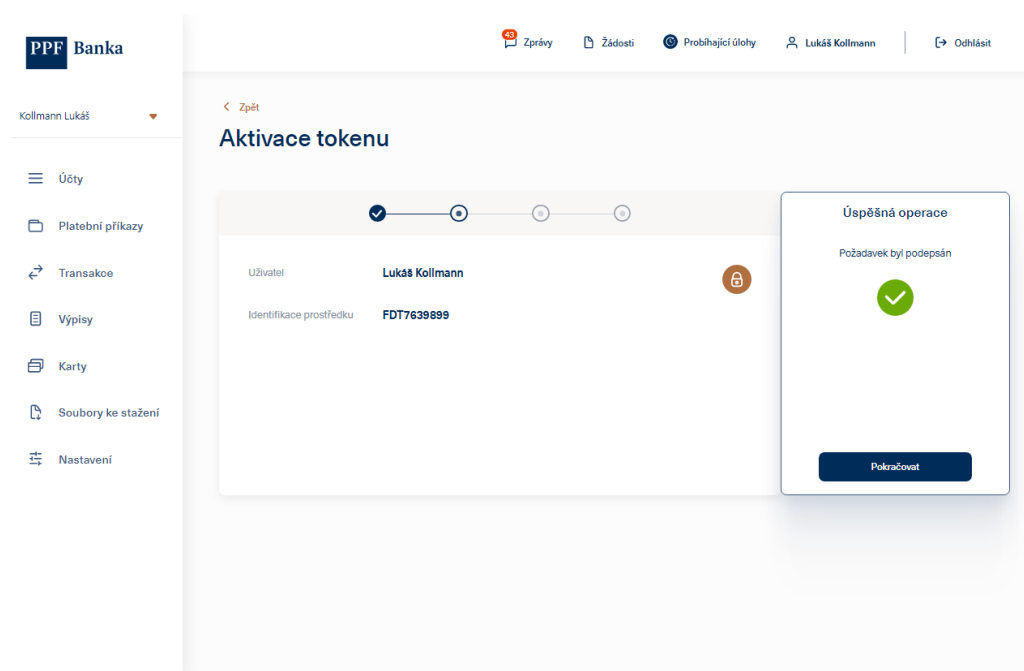 PPF Banka
43
Zprávy
Žádosti
Probíhající úlohy
Lukáš Kollmann
Odhlásit
Kollmann Lukáš
Účty
Platební příkazy
Transakce
Výpisy
Karty
Soubory ke stažení
Nastavení
Zpět
Aktivace tokenu
Uživatel
Lukáš Kollmann
Identifikace prostředku
FDT7639899
Úspěšná operace
Požadavek byl podepsán
Pokračovat